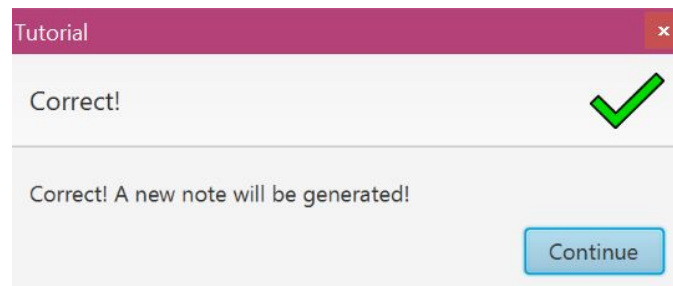 Tutorial
Correct!
Correct! A new note will be generated!
Continue